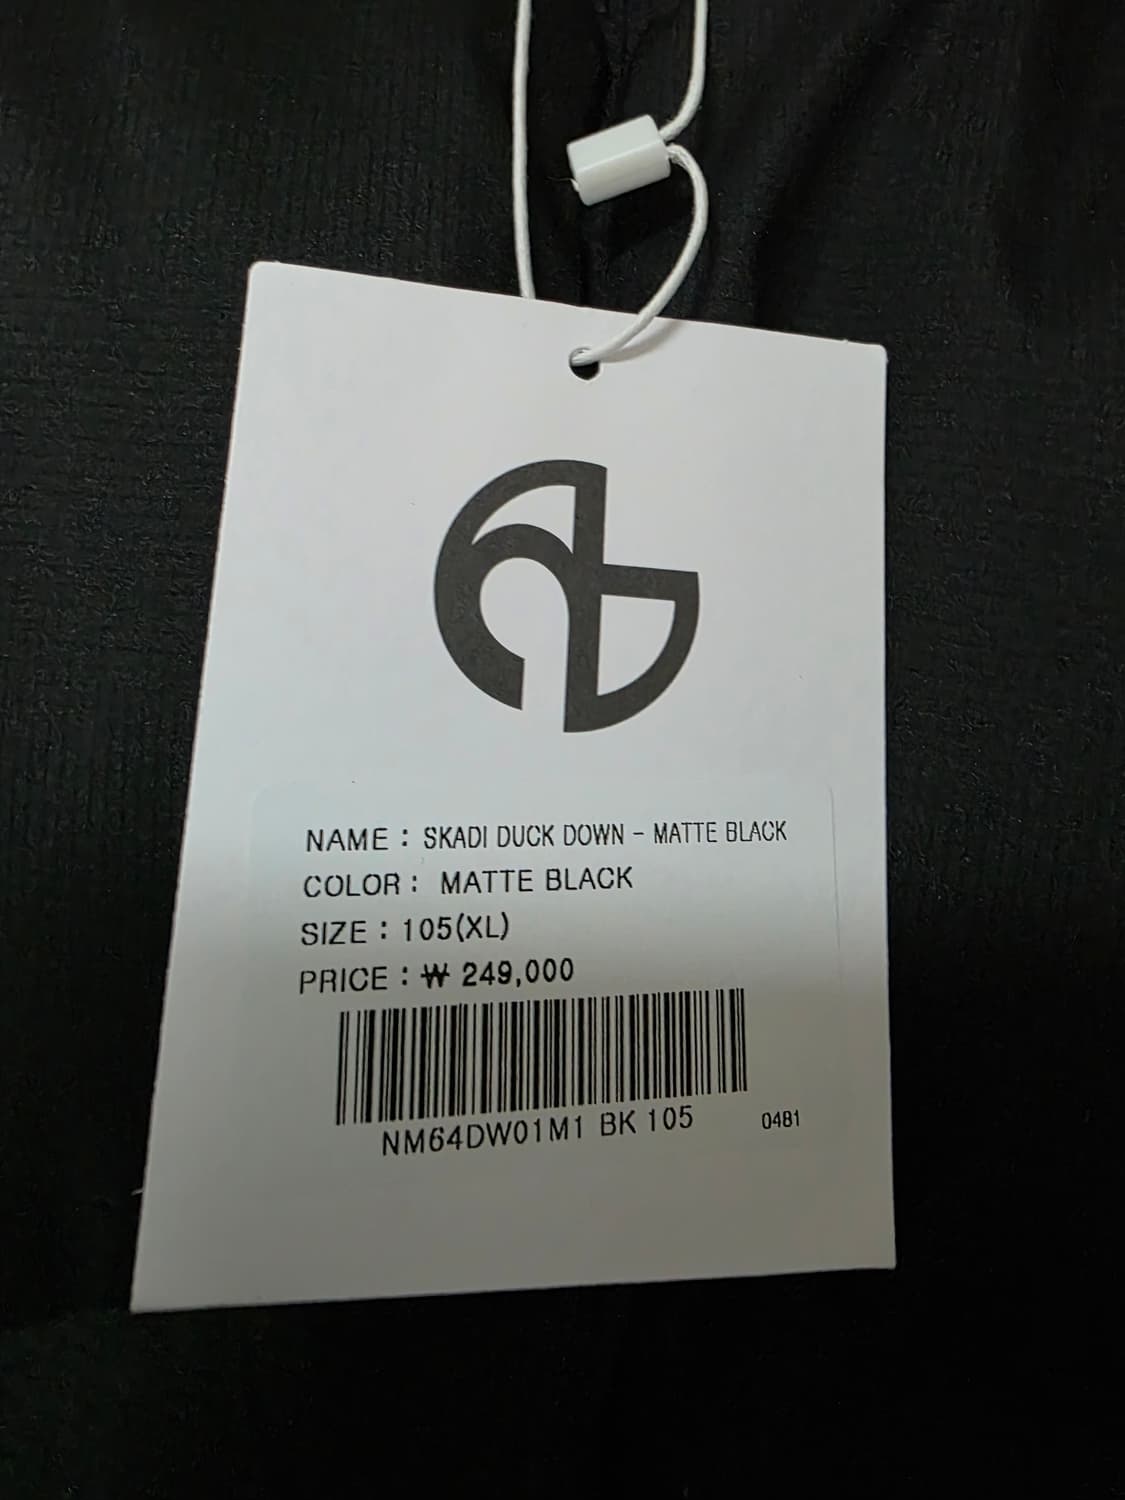 NAME : SKADI DUCK DOWN - MATTE BLACK
COLOR : MATTE BLACK
SIZE : 105(XL)
PRICE : ₩ 249,000
NM64DW01M1 BK 105 0481